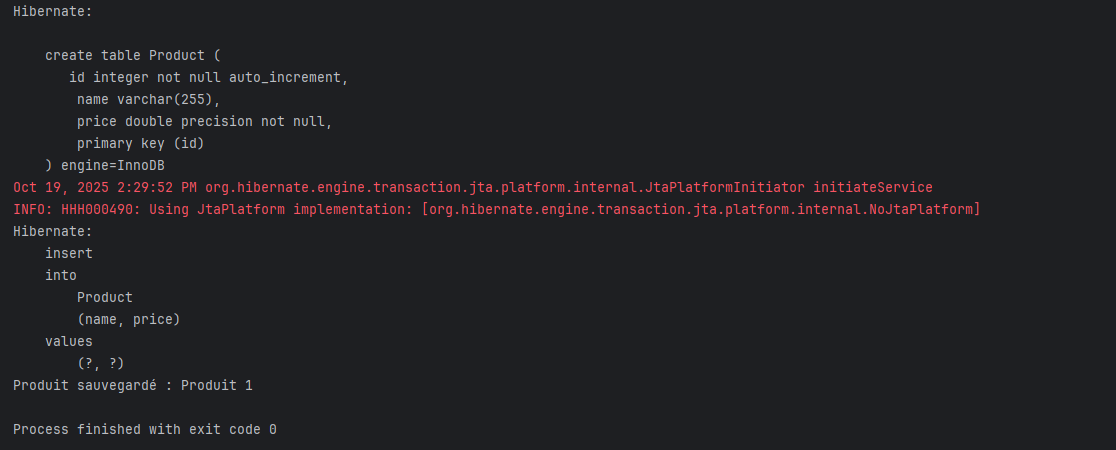 Hibernate:
create table Product (
id integer not null auto_increment,
name varchar(255),
price double precision not null,
primary key (id)
) engine=InnoDB
Oct 19, 2025 2:29:52 PM org.hibernate.engine.transaction.jta.platform.internal.JtaPlatformInitiator initiateService
INFO: HHH000490: Using JtaPlatform implementation: [org.hibernate.engine.transaction.jta.platform.internal.NoJtaPlatform]
Hibernate:
insert
into
Product
(name, price)
values
(?, ?)
Produit sauvegardé : Produit 1
Process finished with exit code 0